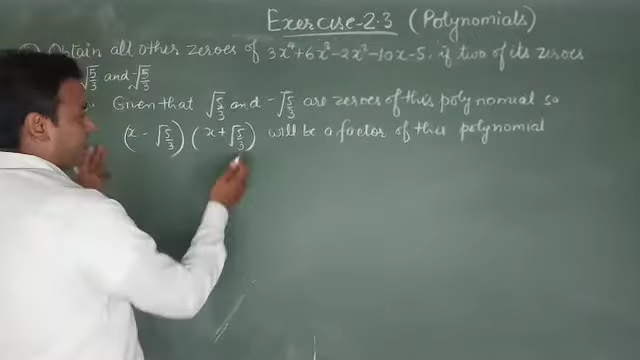 Exercise-2.3 (Polynomials)
Obtain all other zeroes of 3x⁴+6x³-2x²-10x-5, if two of its zeroes
√5/3 and -√5/3
Given that √5/3 and -√5/3 are zeroes of this polynomial so
(x - √5/3) (x + √5/3) will be a factor of this polynomial